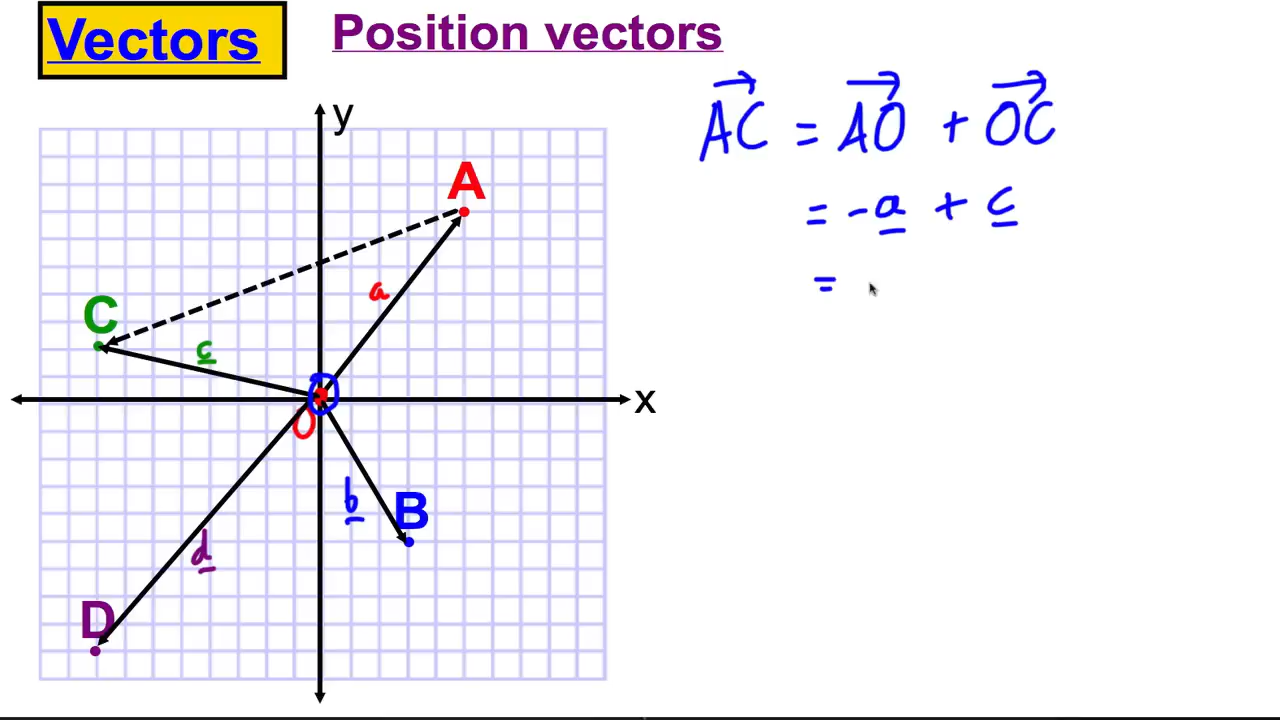 Vectors
Position vectors
y
AC = AO + OC
= -a + c
=
A
a
C
c
x
O
b
B
d
D